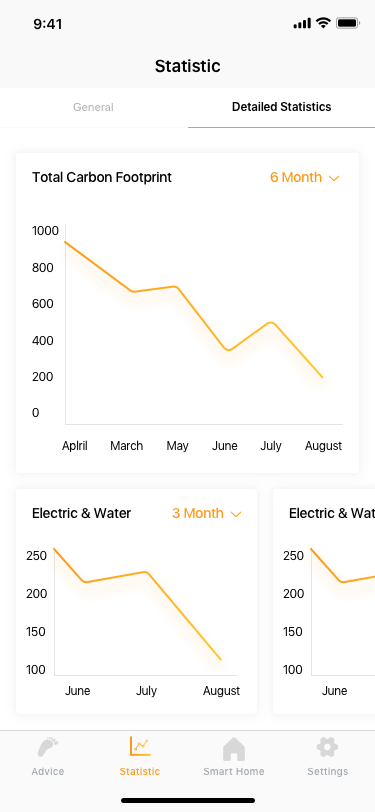 9:41
Statistic
General
Detailed Statistics
Total Carbon Footprint
6 Month
1000
800
600
400
200
0
Aplril March May June July August
Electric & Water
3 Month
250
200
150
100
June July August
Electric & Wat
250
200
150
100
June
Advice
Statistic
Smart Home
Settings